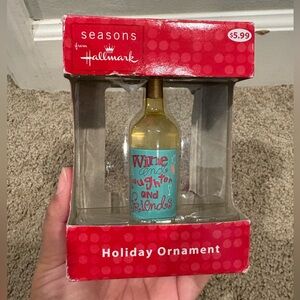 seasons
from
Hallmark
$5.99
Wine
and
Laughter
and
Friends
Holiday Ornament